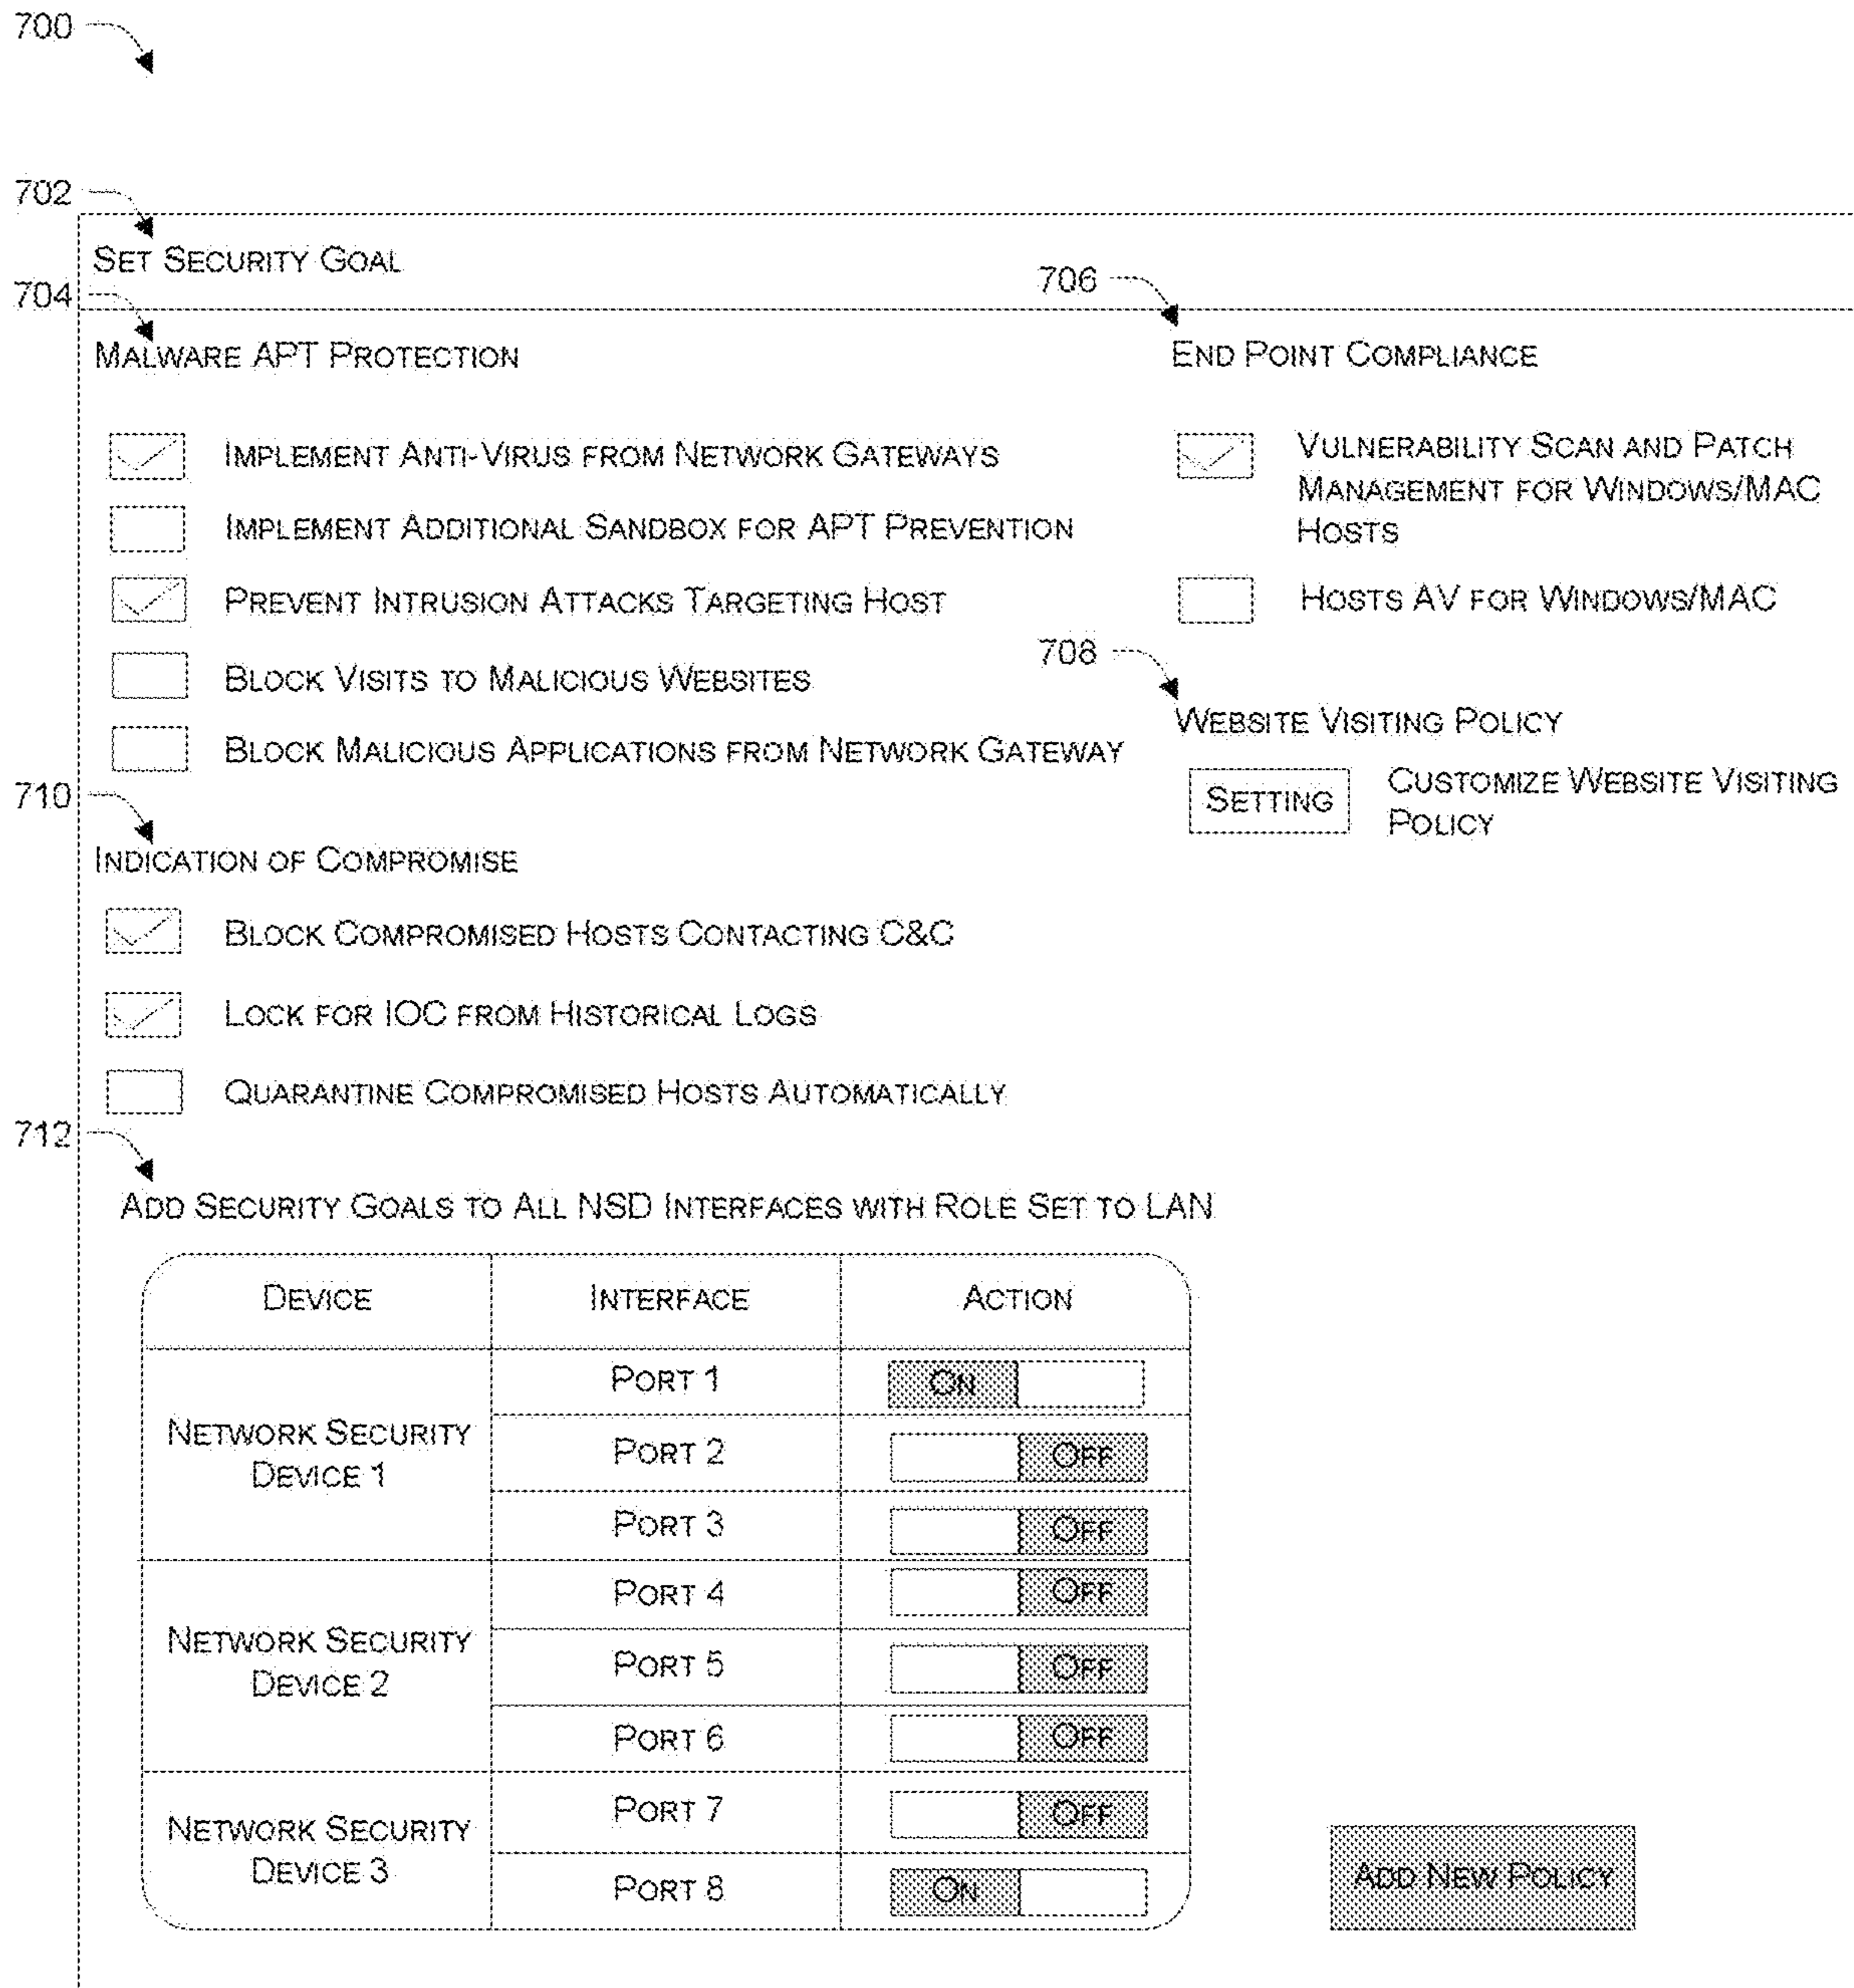 700
702
SET SECURITY GOAL
704
MALWARE APT PROTECTION
IMPLEMENT ANTI-VIRUS FROM NETWORK GATEWAYS
IMPLEMENT ADDITIONAL SANDBOX FOR APT PREVENTION
PREVENT INTRUSION ATTACKS TARGETING HOST
BLOCK VISITS TO MALICIOUS WEBSITES
BLOCK MALICIOUS APPLICATIONS FROM NETWORK GATEWAY
706
END POINT COMPLIANCE
VULNERABILITY SCAN AND PATCH
MANAGEMENT FOR WINDOWS/MAC
HOSTS
HOSTS AV FOR WINDOWS/MAC
708
WEBSITE VISITING POLICY
SETTING
CUSTOMIZE WEBSITE VISITING
POLICY
710
INDICATION OF COMPROMISE
BLOCK COMPROMISED HOSTS CONTACTING C&C
LOCK FOR IOC FROM HISTORICAL LOGS
QUARANTINE COMPROMISED HOSTS AUTOMATICALLY
712
ADD SECURITY GOALS TO ALL NSD INTERFACES WITH ROLE SET TO LAN
DEVICE INTERFACE ACTION
NETWORK SECURITY
DEVICE 1
PORT 1 ON
PORT 2 OFF
PORT 3 OFF
NETWORK SECURITY
DEVICE 2
PORT 4 OFF
PORT 5 OFF
PORT 6 OFF
NETWORK SECURITY
DEVICE 3
PORT 7 OFF
PORT 8 ON
ADD NEW POLICY